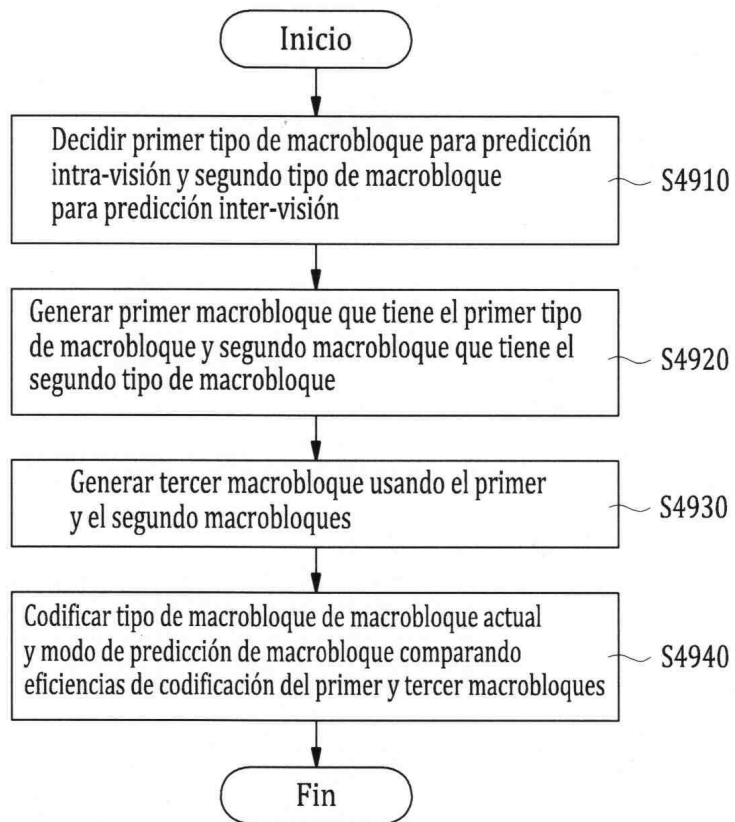 Inicio
Decidir primer tipo de macrobloque para predicción
intra-visión y segundo tipo de macrobloque
para predicción inter-visión
S4910
Generar primer macrobloque que tiene el primer tipo
de macrobloque y segundo macrobloque que tiene el
segundo tipo de macrobloque
S4920
Generar tercer macrobloque usando el primer
y el segundo macrobloques
S4930
Codificar tipo de macrobloque de macrobloque actual
y modo de predicción de macrobloque comparando
eficiencias de codificación del primer y tercer macrobloques
S4940
Fin